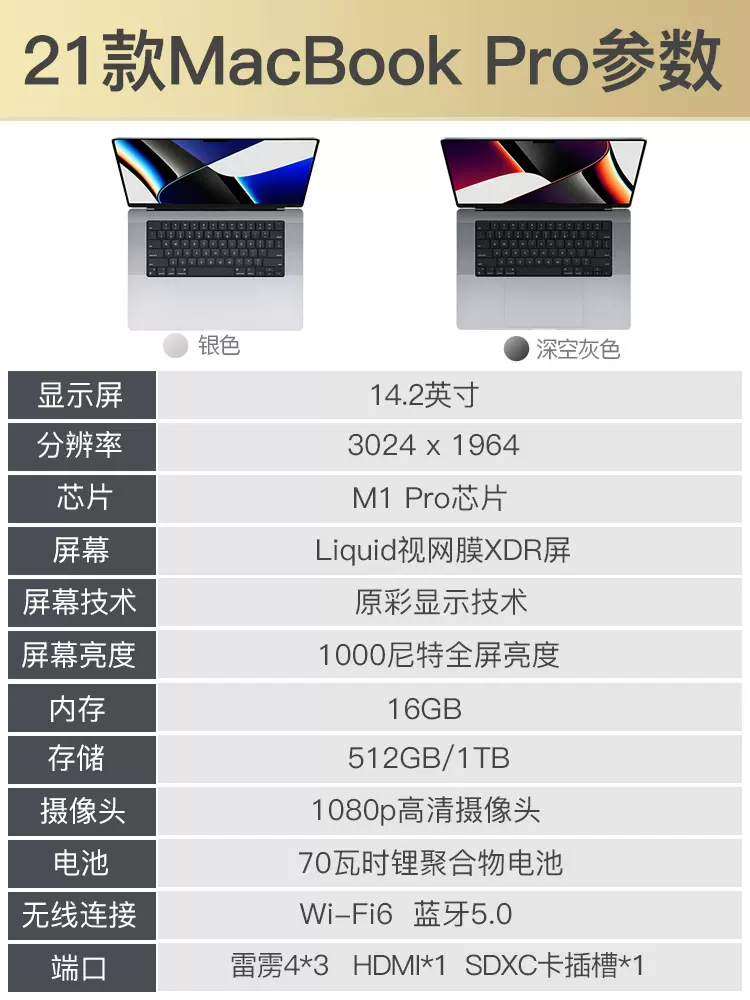 21款MacBook Pro参数
银色
深空灰色
显示屏 14.2英寸
分辨率 3024 x 1964
芯片 M1 Pro芯片
屏幕 Liquid视网膜XDR屏
屏幕技术 原彩显示技术
屏幕亮度 1000尼特全屏亮度
内存 16GB
存储 512GB/1TB
摄像头 1080p高清摄像头
电池 70瓦时锂聚合物电池
无线连接 Wi-Fi6 蓝牙5.0
端口 雷雳4*3 HDMI*1 SDXC卡插槽*1